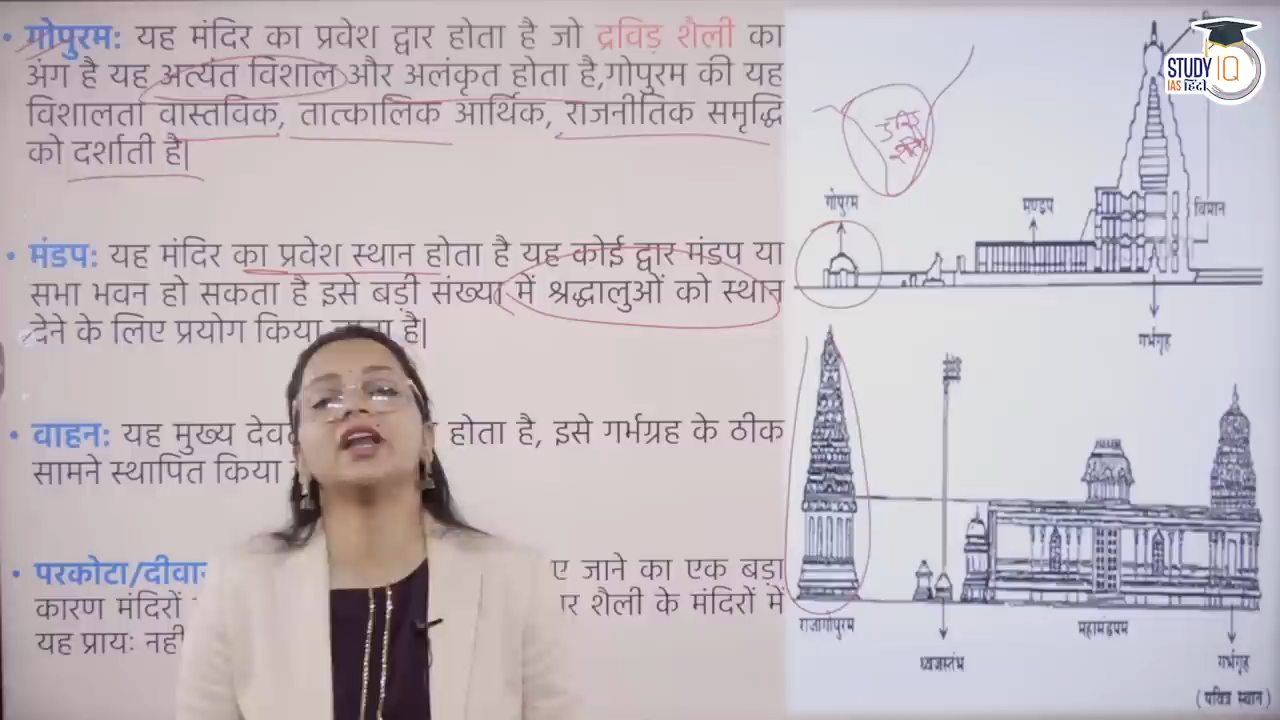 • गोपुरमः यह मंदिर का प्रवेश द्वार होता है जो द्रविड़ शैली का
अंग है यह अत्यंत विशाल और अलंकृत होता है,गोपुरम की यह
विशालता वास्तविक, तात्कालिक आर्थिक, राजनीतिक समृद्धि
को दर्शाती है|
• मंडपः यह मंदिर का प्रवेश स्थान होता है यह कोई द्वार मंडप या
सभा भवन हो सकता है इसे बड़ी संख्या में श्रद्धालुओं को स्थान
देने के लिए प्रयोग किया है|
• वाहनः यह मुख्य देव होता है, इसे गर्भग्रह के ठीक
सामने स्थापित किया
• परकोटा/दीवार जाने का एक बड़ा
कारण मंदिरों शैली के मंदिरों में
यह प्रायः नही
STUDY IQ
IAS हिंदी
द्रविड़
शैली
गोपुरम
मण्डप
विमान
गर्भगृह
राजागोपुरम
ध्वजस्तंभ
महामंडपम
गर्भगृह
(पवित्र स्थान)